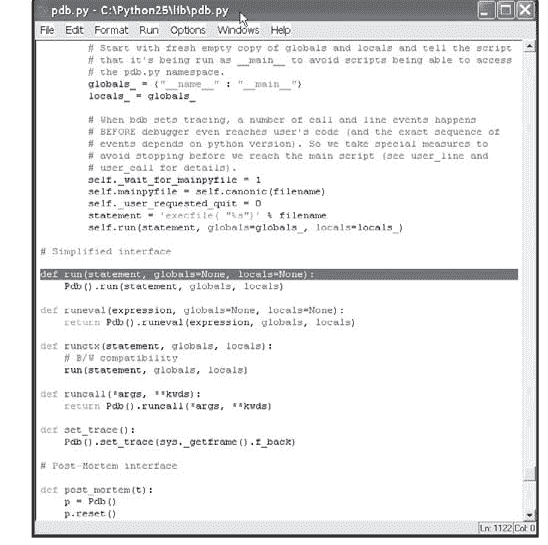 pdb.py - C:\Python25\lib\pdb.py
File Edit Format Run Options Windows Help
# Start with fresh empty copy of globals and locals and tell the script
# that it's being run as __main__ to avoid scripts being able to access
# the pdb.py namespace.
globals_ = {"__name__" : "__main__"}
locals_ = globals_
# When bdb sets tracing, a number of call and line events happens
# BEFORE debugger even reaches user's code (and the exact sequence of
# events depends on python version). So we take special measures to
# avoid stopping before we reach the main script (see user_line and
# user_call for details).
self._wait_for_mainpyfile = 1
self.mainpyfile = self.canonic(filename)
self._user_requested_quit = 0
statement = 'execfile( "%s")' % filename
self.run(statement, globals=globals_, locals=locals_)
# Simplified interface
def run(statement, globals=None, locals=None):
Pdb().run(statement, globals, locals)
def runeval(expression, globals=None, locals=None):
return Pdb().runeval(expression, globals, locals)
def runctx(statement, globals, locals):
# B/W compatibility
run(statement, globals, locals)
def runcall(*args, **kwds):
return Pdb().runcall(*args, **kwds)
def set_trace():
Pdb().set_trace(sys._getframe().f_back)
# Post-Mortem interface
def post_mortem(t):
p = Pdb()
p.reset()
Ln: 1122 Col: 0